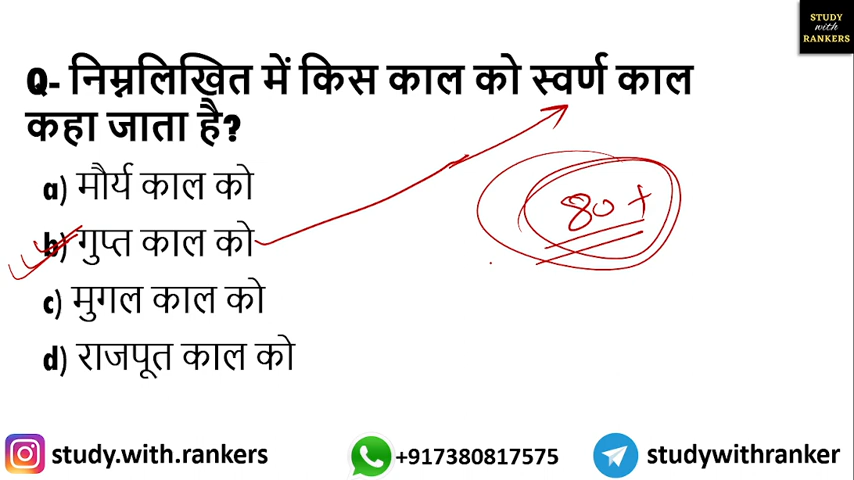 STUDY
with
RANKERS
Q- निम्नलिखित में किस काल को स्वर्ण काल
कहा जाता है?
a) मौर्य काल को
80+
b) गुप्त काल को
c) मुगल काल को
d) राजपूत काल को
study.with.rankers
+917380817575
studywithranker